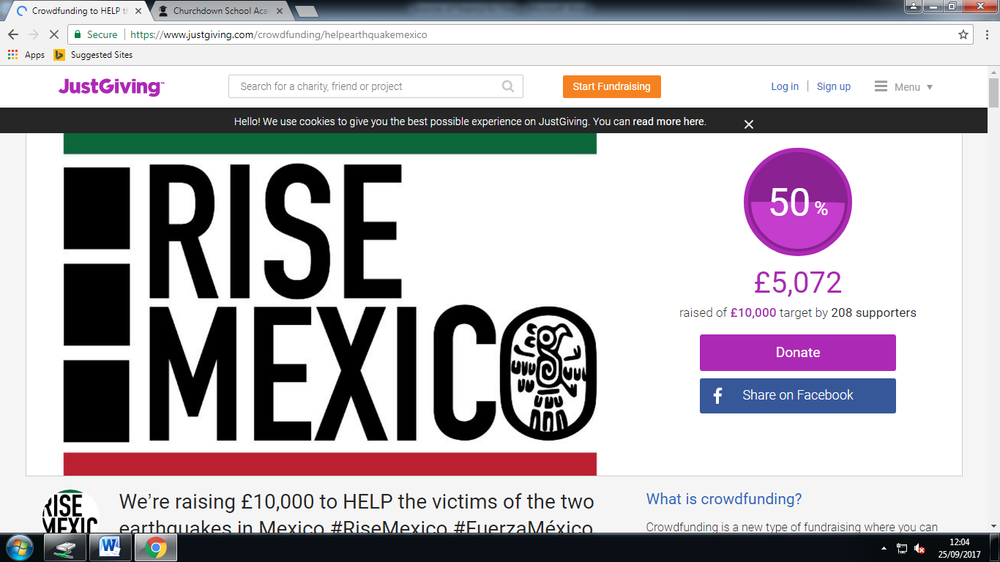 Crowdfunding to HELP th
Churchdown School Aca
Secure
https://www.justgiving.com/crowdfunding/helpearthquakemexico
Apps
Suggested Sites
JustGiving™
Search for a charity, friend or project
Start Fundraising
Log in
Sign up
Menu
Hello! We use cookies to give you the best possible experience on JustGiving. You can read more here.
RISE
MEXICO
50 %
£5,072
raised of £10,000 target by 208 supporters
Donate
Share on Facebook
RISE
MEXIC
We're raising £10,000 to HELP the victims of the two
earthquakes in Mexico #RiseMexico #FuerzaMéxico
What is crowdfunding?
Crowdfunding is a new type of fundraising where you can
12:04
25/09/2017